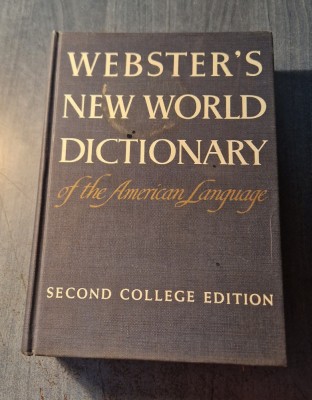 WEBSTER'S
NEW WORLD
DICTIONARY
of the American Language
SECOND COLLEGE EDITION